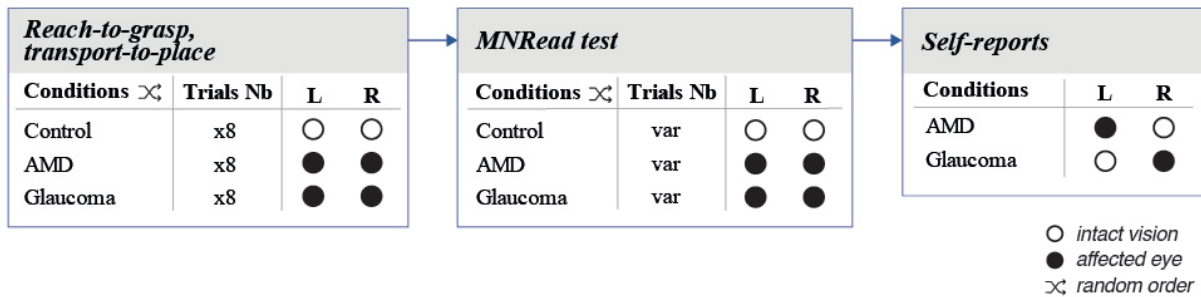 Reach-to-grasp,
transport-to-place
Conditions Trials Nb L R
Control x8
AMD x8
Glaucoma x8
MNRead test
Conditions Trials Nb L R
Control var
AMD var
Glaucoma var
Self-reports
Conditions L R
AMD
Glaucoma
intact vision
affected eye
random order